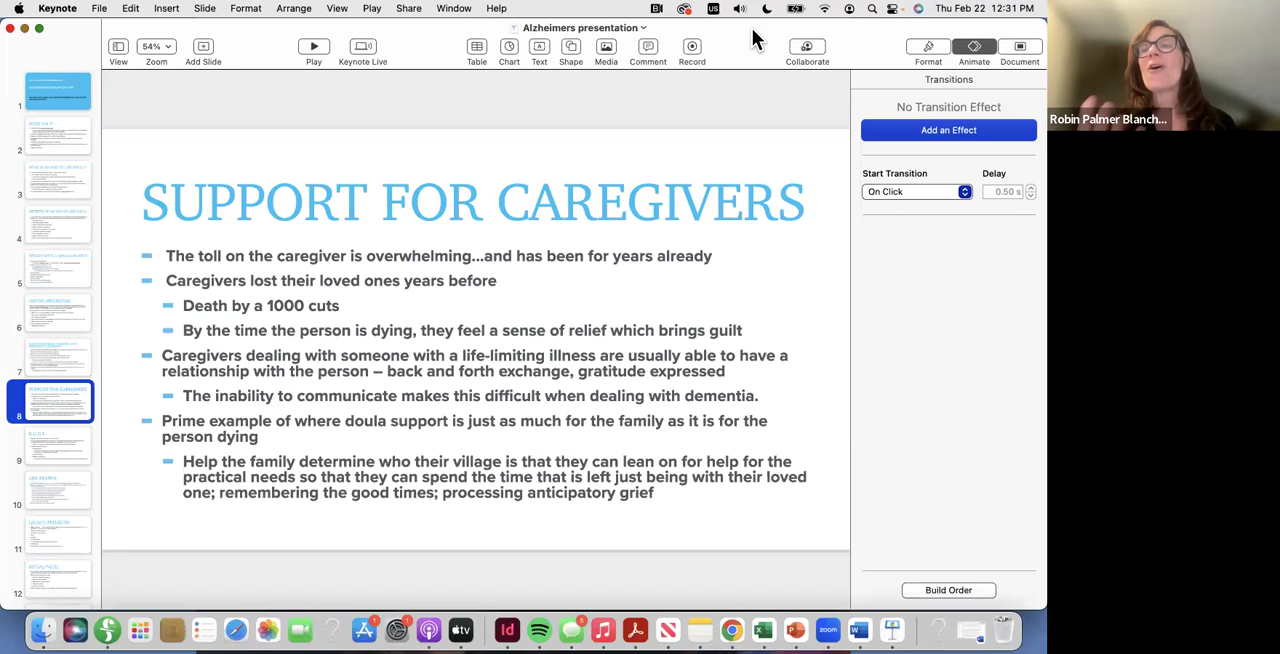 Keynote File Edit Insert Slide Format Arrange View Play Share Window Help US Thu Feb 22 12:31 PM
Alzheimers presentation
54%
View Zoom Add Slide Play Keynote Live Table Chart Text Shape Media Comment Record Collaborate Format Animate Document
Transitions
No Transition Effect
Add an Effect
Start Transition Delay
On Click 0.50 s
Build Order
Robin Palmer Blanch...
1
2
3
4
5
6
7
8
9
10
11
12
SUPPORT FOR CAREGIVERS
The toll on the caregiver is overwhelming...and has been for years already
Caregivers lost their loved ones years before
Death by a 1000 cuts
By the time the person is dying, they feel a sense of relief which brings guilt
Caregivers dealing with someone with a life-limiting illness are usually able to have a
relationship with the person – back and forth exchange, gratitude expressed
The inability to communicate makes this difficult when dealing with dementia.
Prime example of where doula support is just as much for the family as it is for the
person dying
Help the family determine who their village is that they can lean on for help for the
practical needs so that they can spend the time that is left just being with their loved
one; remembering the good times; processing anticipatory grief
1 1 tv Id 5 zoom